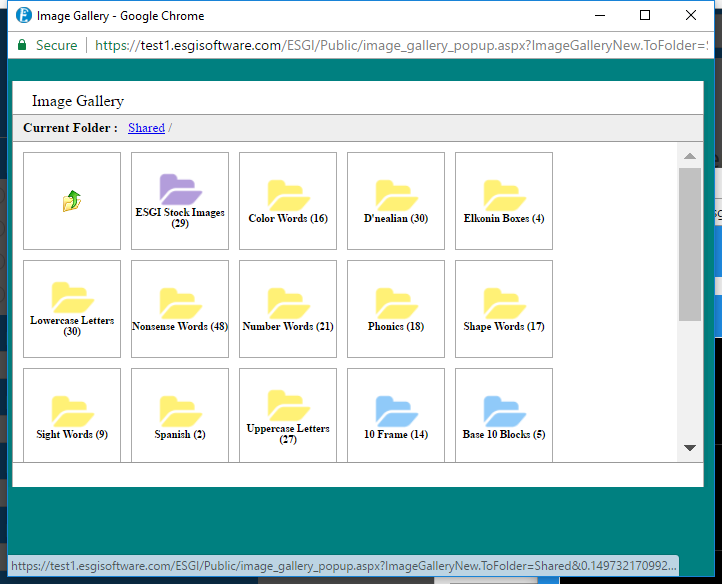 Image Gallery - Google Chrome
Secure
https://test1.esgisoftware.com/ESGI/Public/image_gallery_popup.aspx?ImageGalleryNew.ToFolder=
Image Gallery
Current Folder : Shared /
ESGI Stock Images
(29)
Color Words (16)
D'nealian (30)
Elkonin Boxes (4)
Lowercase Letters
(30)
Nonsense Words (48)
Number Words (21)
Phonics (18)
Shape Words (17)
Sight Words (9)
Spanish (2)
Uppercase Letters
(27)
10 Frame (14)
Base 10 Blocks (5)
https://test1.esgisoftware.com/ESGI/Public/image_gallery_popup.aspx?ImageGalleryNew.ToFolder=Shared&0.149732170992...